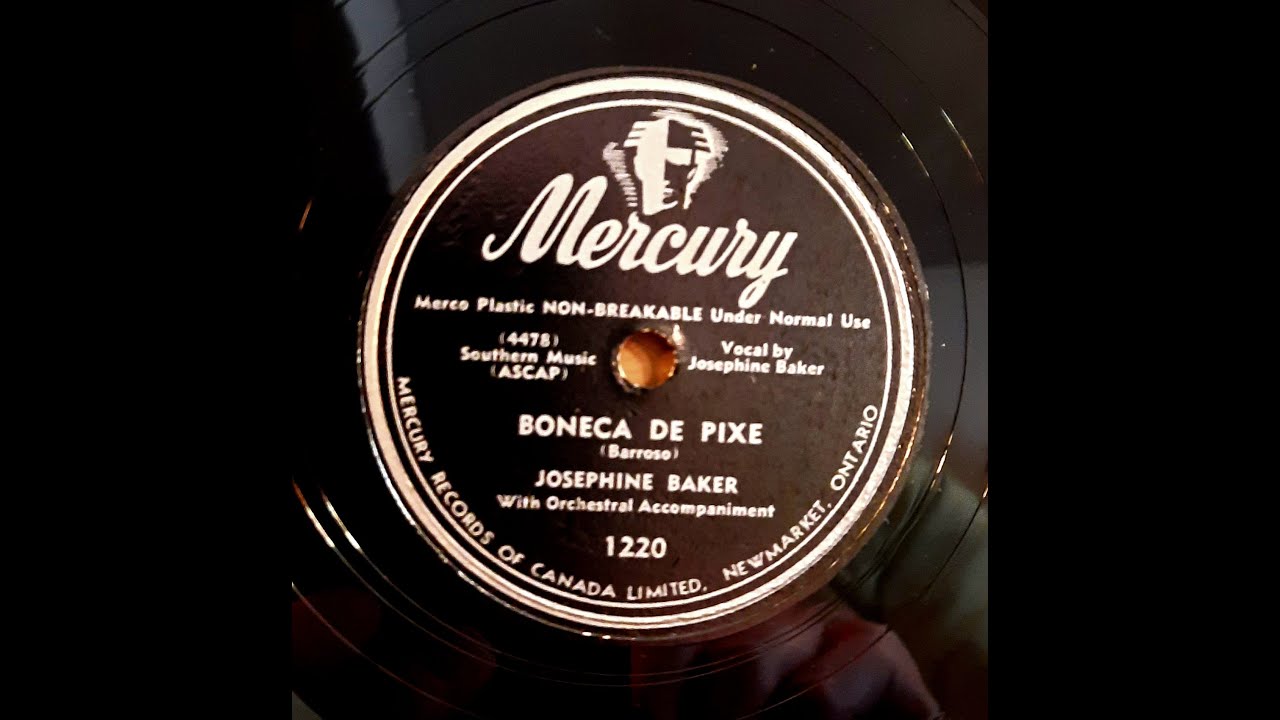 Mercury
Merco Plastic NON-BREAKABLE Under Normal Use
(4478)
Southern Music
(ASCAP)
Vocal by
Josephine Baker
BONECA DE PIXE
(Barroso)
JOSEPHINE BAKER
With Orchestral Accompaniment
1220
MERCURY RECORDS OF CANADA LIMITED, NEWMARKET, ONTARIO